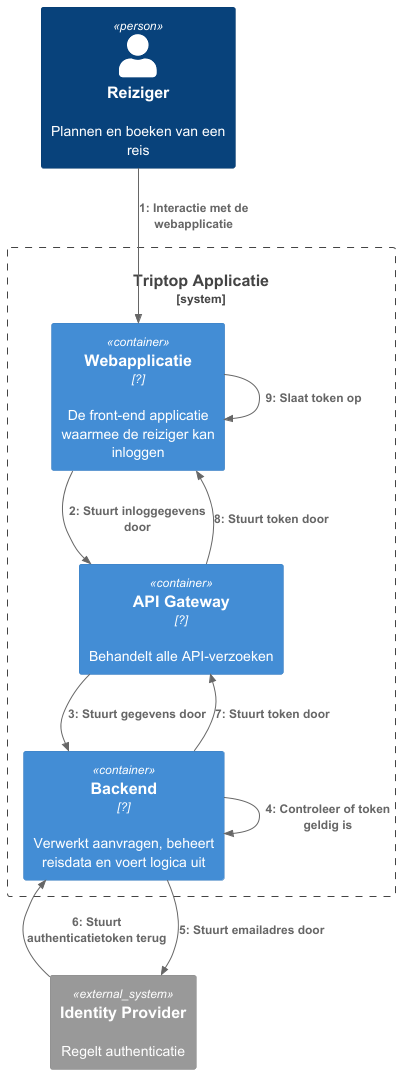 «person»
Reiziger
Plannen en boeken van een
reis
1: Interactie met de
webapplicatie
Triptop Applicatie
[system]
«container»
Webapplicatie
[?]
De front-end applicatie
waarmee de reiziger kan
inloggen
9: Slaat token op
2: Stuurt inloggegevens
door
8: Stuurt token door
«container»
API Gateway
[?]
Behandelt alle API-verzoeken
3: Stuurt gegevens door
7: Stuurt token door
«container»
Backend
[?]
Verwerkt aanvragen, beheert
reisdata en voert logica uit
4: Controleer of token
geldig is
6: Stuurt
authenticatietoken terug
5: Stuurt emailadres door
«external_system»
Identity Provider
Regelt authenticatie